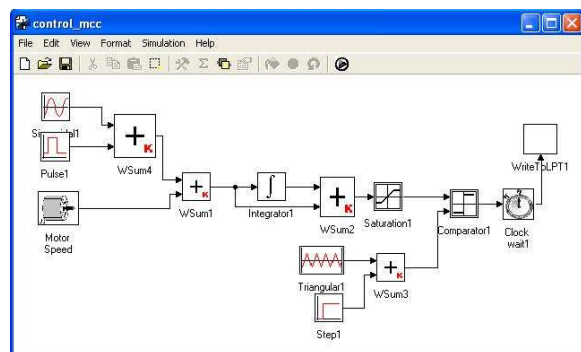 control_mcc
File Edit View Format Simulation Help
Sinusoidal1
Pulse1
WSum4
Motor
Speed
WSum1
Integrator1
WSum2
Saturation1
Comparator1
Clock
wait1
WriteToLPT1
Triangular1
WSum3
Step1